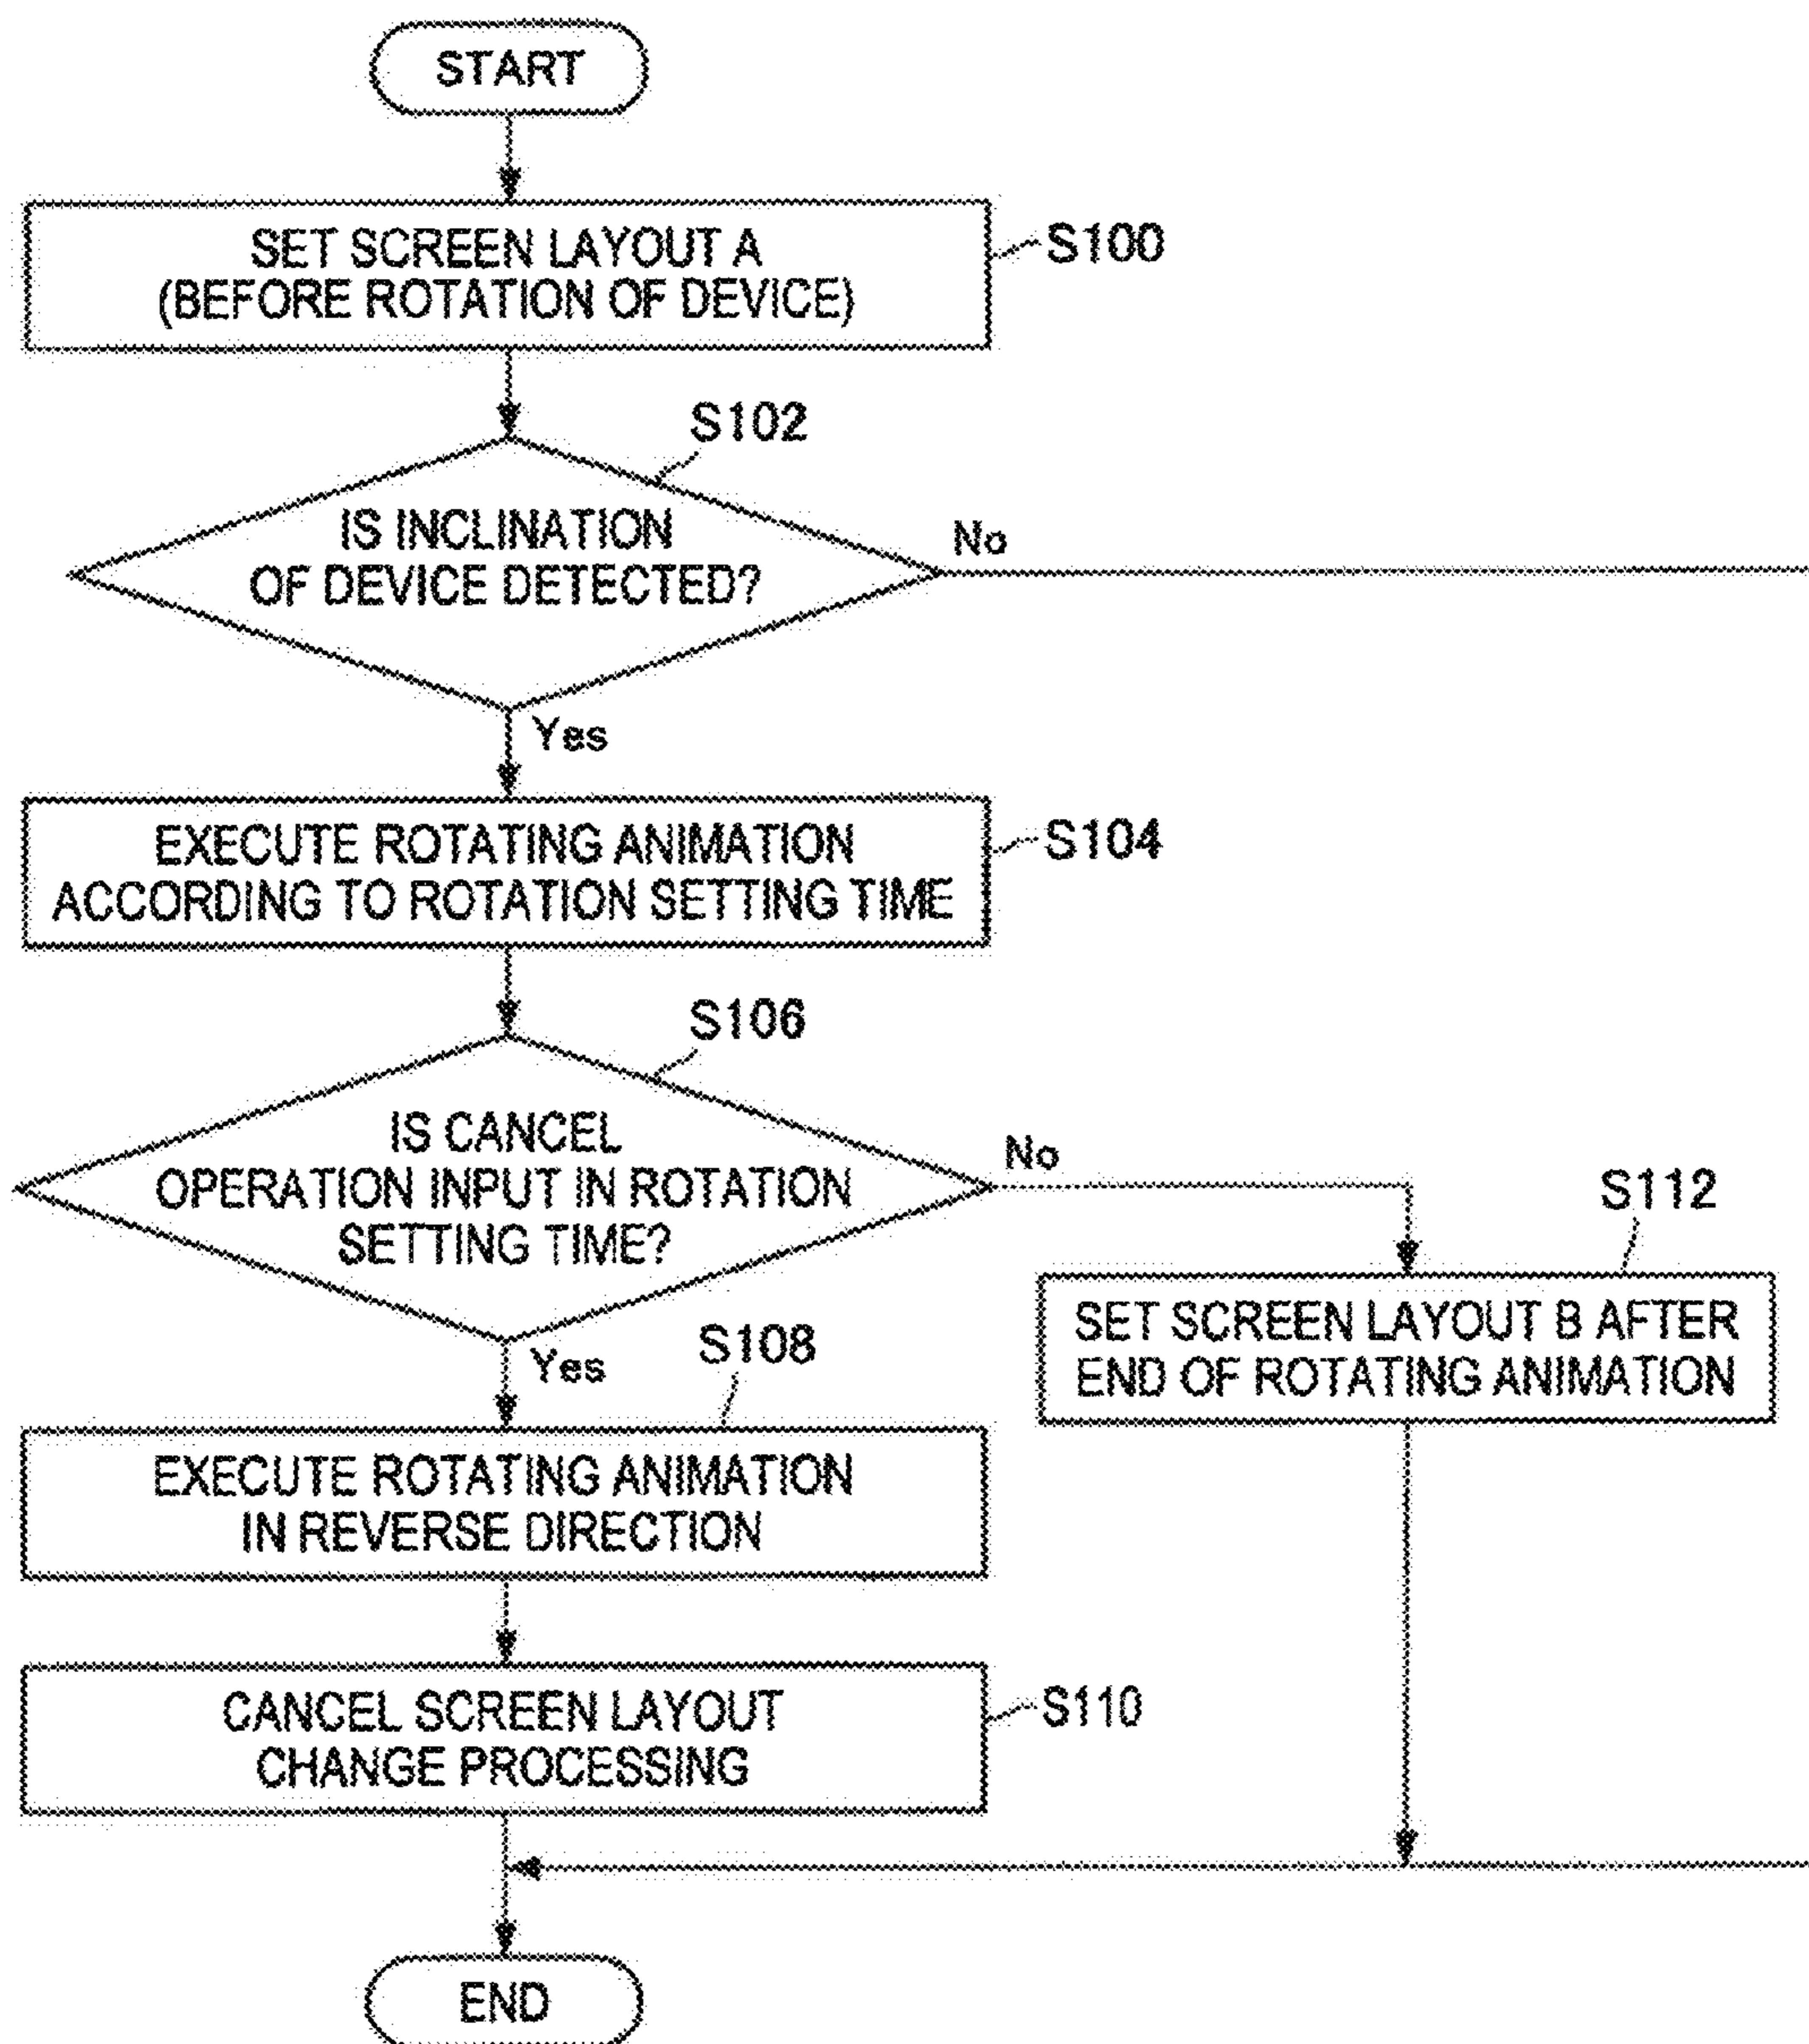 START
SET SCREEN LAYOUT A
(BEFORE ROTATION OF DEVICE)
S100
S102
IS INCLINATION
OF DEVICE DETECTED?
No
Yes
EXECUTE ROTATING ANIMATION
ACCORDING TO ROTATION SETTING TIME
S104
S106
IS CANCEL
OPERATION INPUT IN ROTATION
SETTING TIME?
No
Yes
S112
SET SCREEN LAYOUT B AFTER
END OF ROTATING ANIMATION
S108
EXECUTE ROTATING ANIMATION
IN REVERSE DIRECTION
CANCEL SCREEN LAYOUT
CHANGE PROCESSING
S110
END